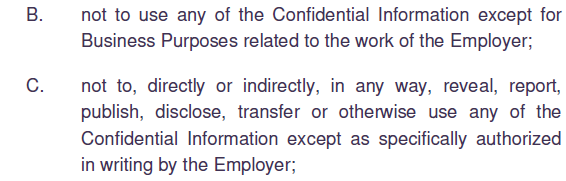 B. not to use any of the Confidential Information except for
Business Purposes related to the work of the Employer;
C. not to, directly or indirectly, in any way, reveal, report,
publish, disclose, transfer or otherwise use any of the
Confidential Information except as specifically authorized
in writing by the Employer;